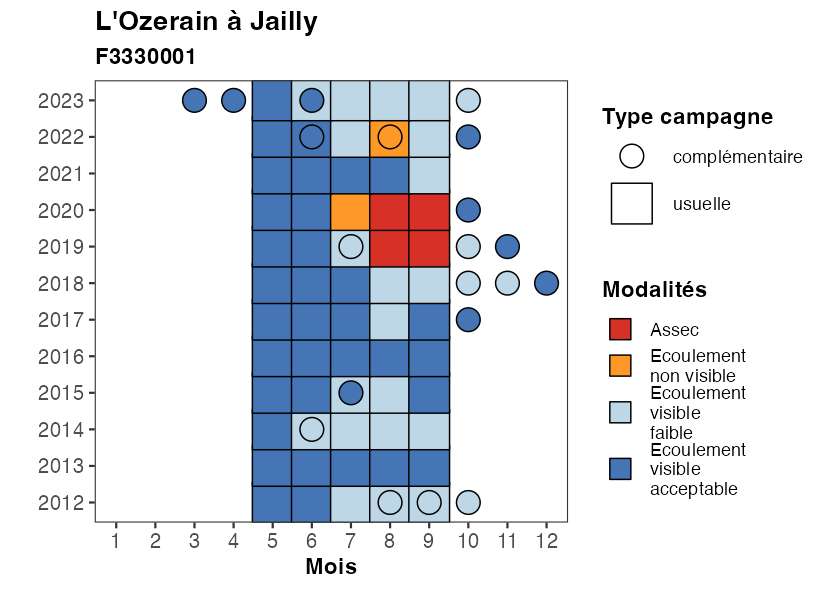 L'Ozerain à Jailly
F3330001
2023
2022
2021
2020
2019
2018
2017
2016
2015
2014
2013
2012
1 2 3 4 5 6 7 8 9 10 11 12
Mois
Type campagne
complémentaire
usuelle
Modalités
Assec
Ecoulement
non visible
Ecoulement
visible
faible
Ecoulement
visible
acceptable